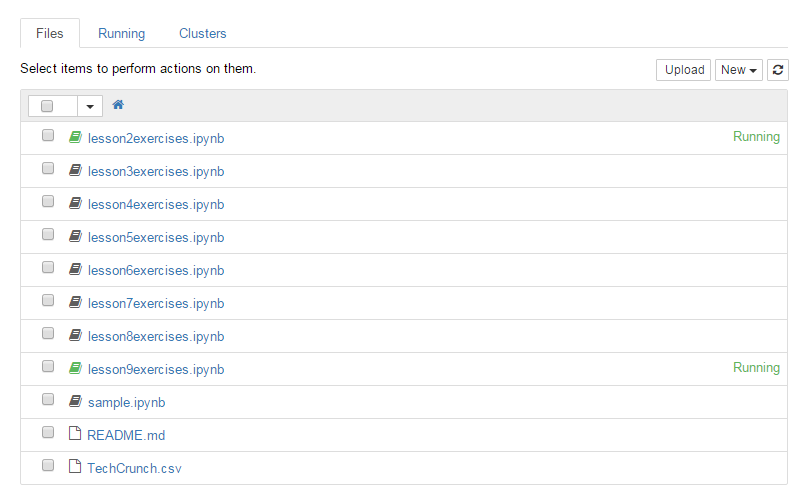 Files Running Clusters
Select items to perform actions on them. Upload New
lesson2exercises.ipynb Running
lesson3exercises.ipynb
lesson4exercises.ipynb
lesson5exercises.ipynb
lesson6exercises.ipynb
lesson7exercises.ipynb
lesson8exercises.ipynb
lesson9exercises.ipynb Running
sample.ipynb
README.md
TechCrunch.csv